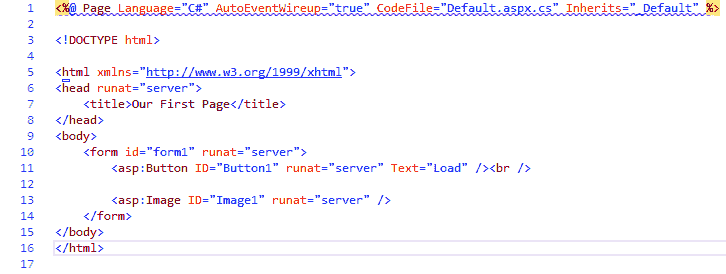 1 <%@ Page Language="C#" AutoEventWireup="true" CodeFile="Default.aspx.cs" Inherits="_Default" %>
2
3 <!DOCTYPE html>
4
5 <html xmlns="http://www.w3.org/1999/xhtml">
6 <head runat="server">
7     <title>Our First Page</title>
8 </head>
9 <body>
10     <form id="form1" runat="server">
11         <asp:Button ID="Button1" runat="server" Text="Load" /><br />
12
13         <asp:Image ID="Image1" runat="server" />
14     </form>
15 </body>
16 </html>
17